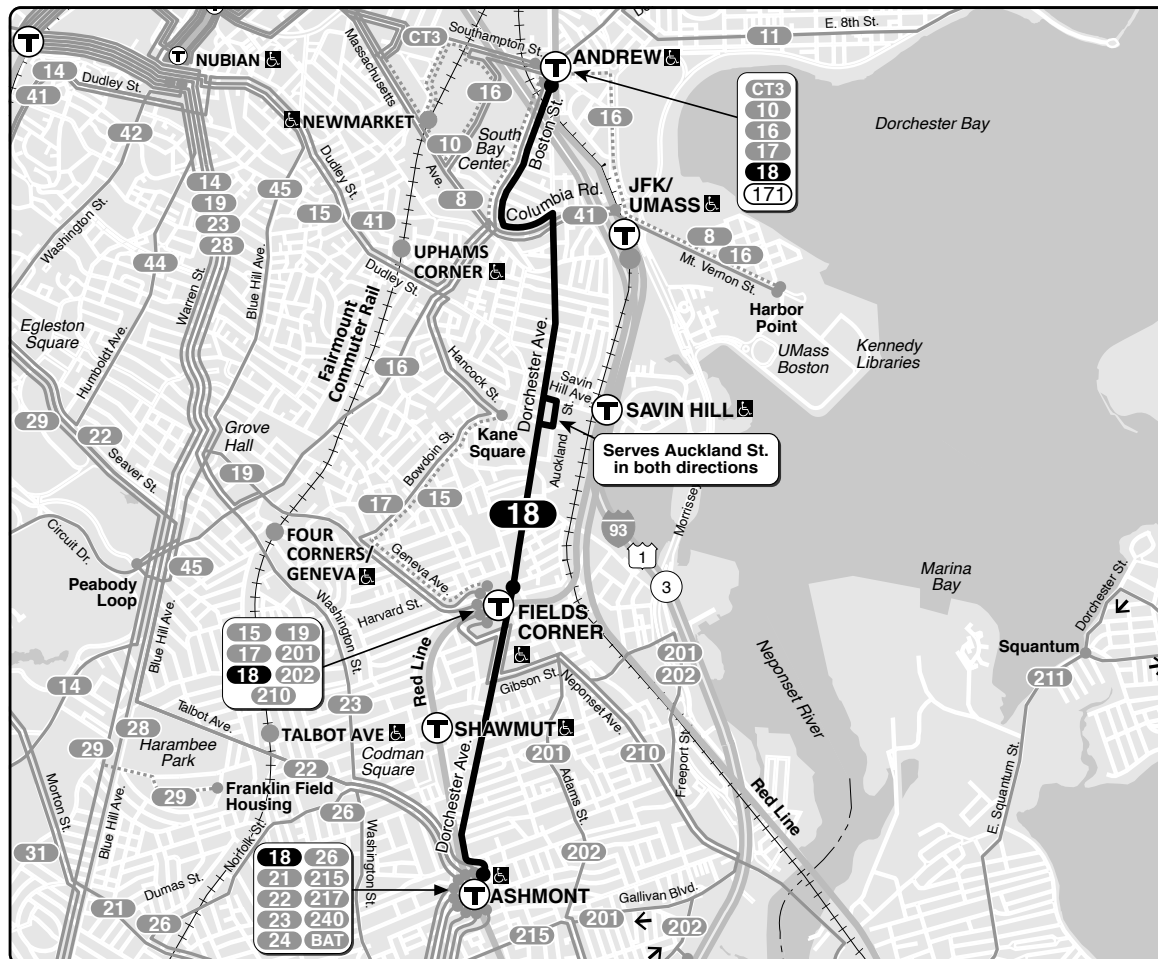 E. 8th St.
11
CT3
Southampton St.
T
ANDREW
T
NUBIAN
T
14
Dudley St.
41
Massachusetts
Ave.
16
16
42
NEWMARKET
10
South
Bay
Center
Boston St.
CT3
10
16
17
18
171
Dorchester Bay
14
19
23
28
45
Dudley St.
15
41
8
Columbia Rd.
41
JFK/
UMASS
T
8
16
Mt. Vernon St.
Washington St.
44
Warren St.
Blue Hill Ave.
UPHAMS
CORNER
Dudley St.
Harbor
Point
UMass
Boston
Kennedy
Libraries
Egleston
Square
Humboldt Ave.
Fairmount
Commuter Rail
16
Hancock St.
Dorchester Ave.
Savin
Hill Ave.
T
SAVIN HILL
29
22
Seaver St.
Grove
Hall
19
Kane
Square
Auckland
St.
Serves Auckland St.
in both directions
Bowdoin St.
17
15
18
93
1
3
Morrisse
Circuit Dr.
45
Peabody
Loop
FOUR
CORNERS/
GENEVA
Geneva Ave.
Harvard St.
T
FIELDS
CORNER
Marina
Bay
Dorchester St.
Squantum
211
Blue Hill Ave.
15
19
17
201
18
202
210
Washington St.
Red Line
Gibson St.
Neponset Ave.
201
202
Neponset River
14
28
Talbot Ave.
29
Harambee
Park
23
T
SHAWMUT
TALBOT AVE
Codman
Square
201
210
Freeport St.
22
Adams St.
Red Line
E. Squantum St.
29
Franklin Field
Housing
Morton St.
Blue Hill Ave.
26
Norfolk St.
Washington St.
Dorchester Ave.
31
18
26
21
215
22
217
23
240
24
BAT
202
Dumas St.
T
ASHMONT
Gallivan Blvd.
21
26
201
202
215